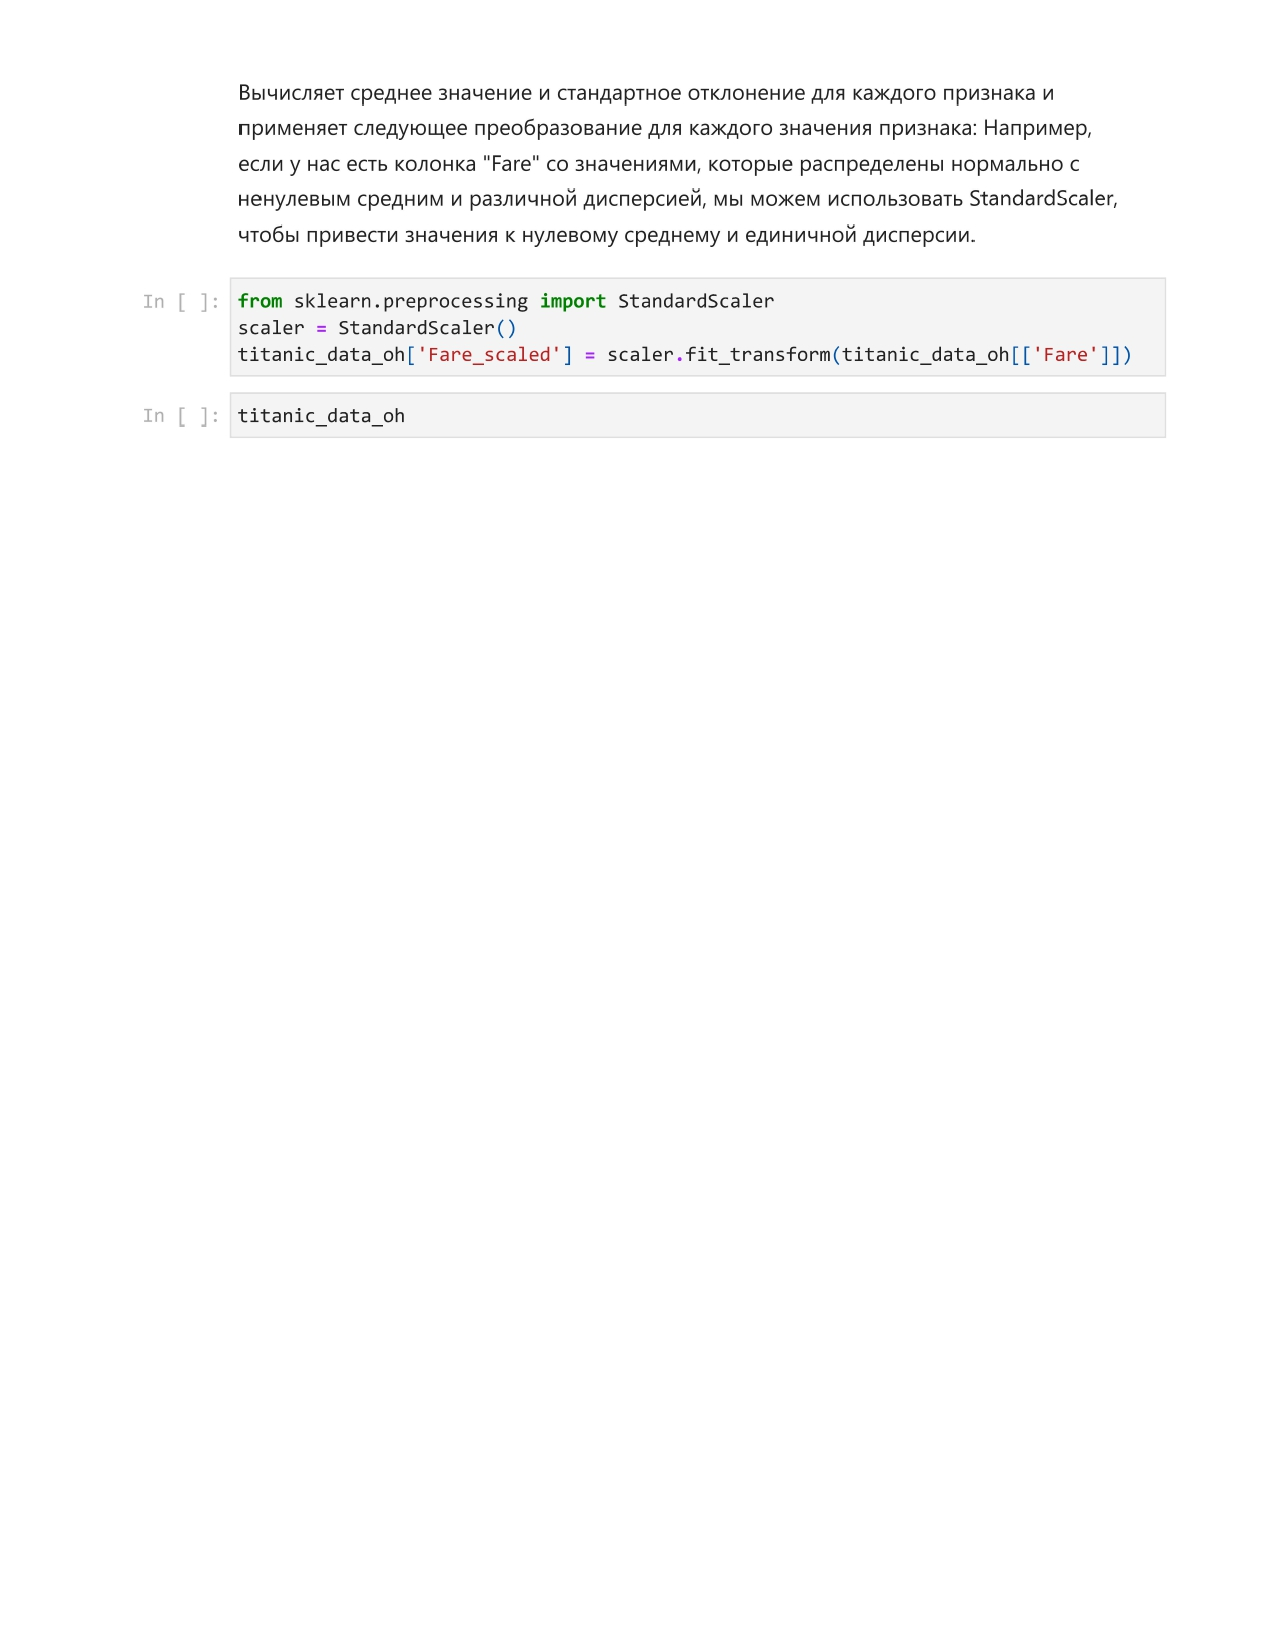 Вычисляет среднее значение и стандартное отклонение для каждого признака и
применяет следующее преобразование для каждого значения признака: Например,
если у нас есть колонка "Fare" со значениями, которые распределены нормально с
ненулевым средним и различной дисперсией, мы можем использовать StandardScaler,
чтобы привести значения к нулевому среднему и единичной дисперсии.
In [ ]: from sklearn.preprocessing import StandardScaler
scaler = StandardScaler()
titanic_data_oh['Fare_scaled'] = scaler.fit_transform(titanic_data_oh[['Fare']])
In [ ]: titanic_data_oh